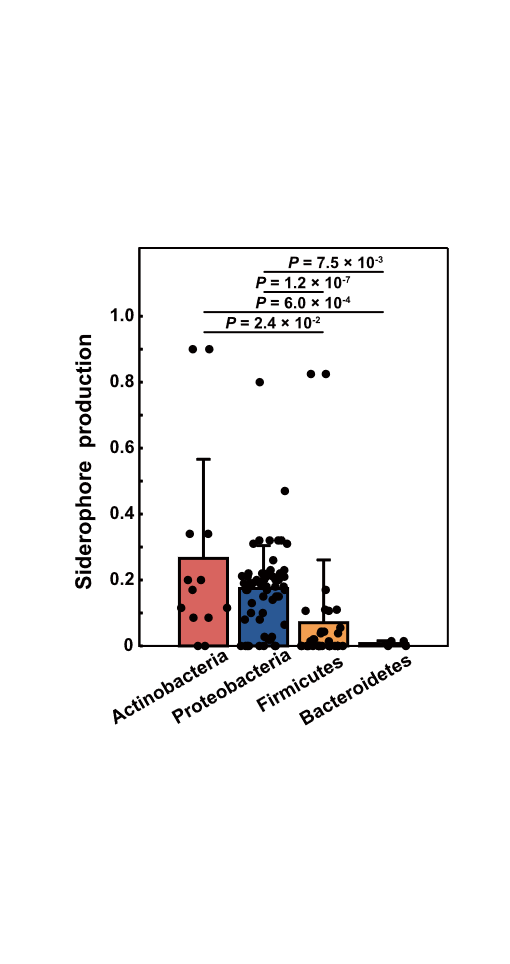 P = 7.5 × 10-3
P = 1.2 × 10-7
P = 6.0 × 10-4
P = 2.4 × 10-2
1.0
0.8
0.6
0.4
0.2
0
Siderophore production
Actinobacteria
Proteobacteria
Firmicutes
Bacteroidetes